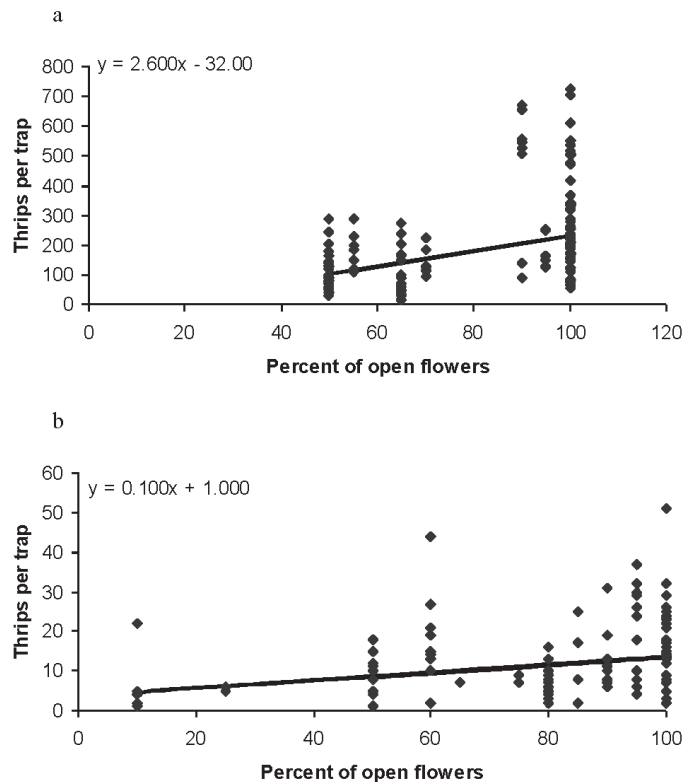 a
y = 2.600x - 32.00
800
700
600
500
400
300
200
100
0
Thrips per trap
0 20 40 60 80 100 120
Percent of open flowers
b
y = 0.100x + 1.000
60
50
40
30
20
10
0
Thrips per trap
0 20 40 60 80 100
Percent of open flowers